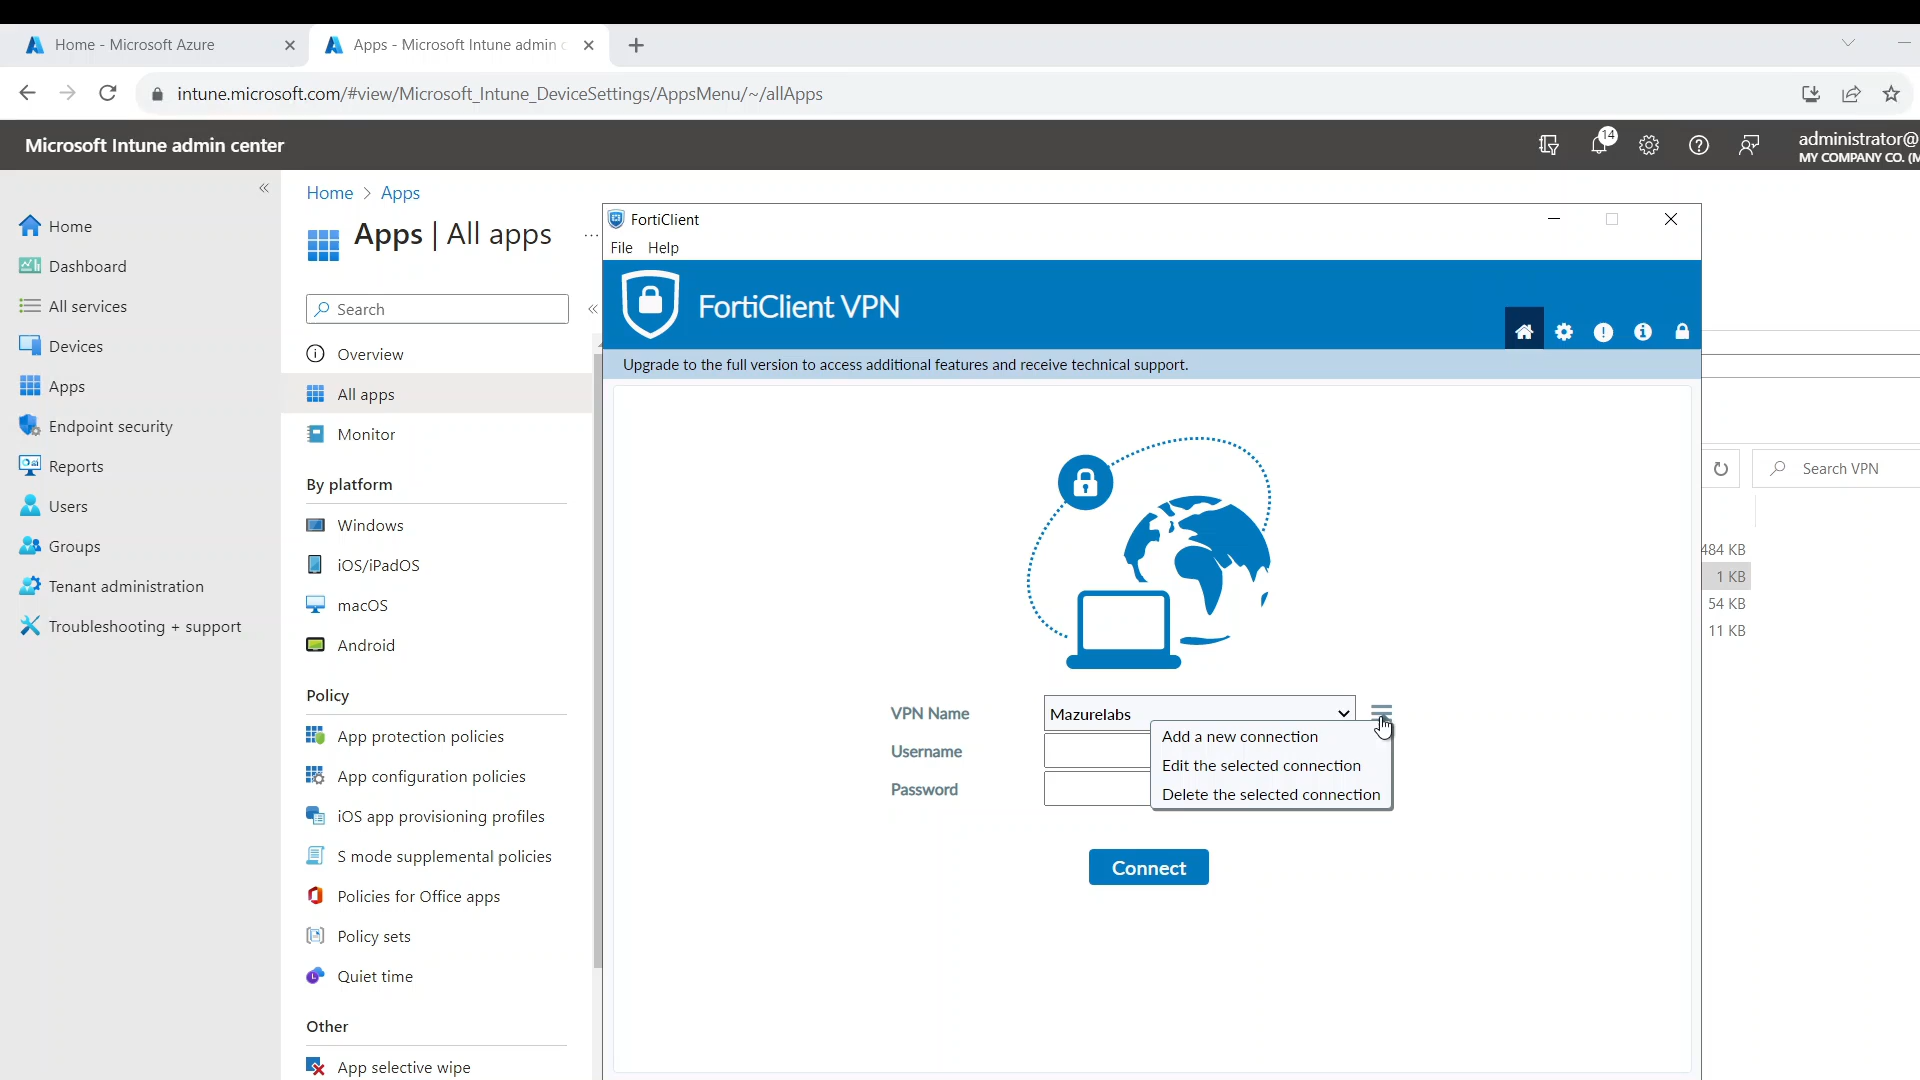 Home - Microsoft Azure
Apps - Microsoft Intune admin c
intune.microsoft.com/#view/Microsoft_Intune_DeviceSettings/AppsMenu/~/allApps
Microsoft Intune admin center
14
administrator@
MY COMPANY CO. (M
Home
Dashboard
All services
Devices
Apps
Endpoint security
Reports
Users
Groups
Tenant administration
Troubleshooting + support
Home > Apps
Apps | All apps
...
Search
Overview
All apps
Monitor
By platform
Windows
iOS/iPadOS
macOS
Android
Policy
App protection policies
App configuration policies
iOS app provisioning profiles
S mode supplemental policies
Policies for Office apps
Policy sets
Quiet time
Other
App selective wipe
FortiClient
File Help
FortiClient VPN
Upgrade to the full version to access additional features and receive technical support.
VPN Name
Mazurelabs
Username
Password
Add a new connection
Edit the selected connection
Delete the selected connection
Connect
Search VPN
484 KB
1 KB
54 KB
11 KB